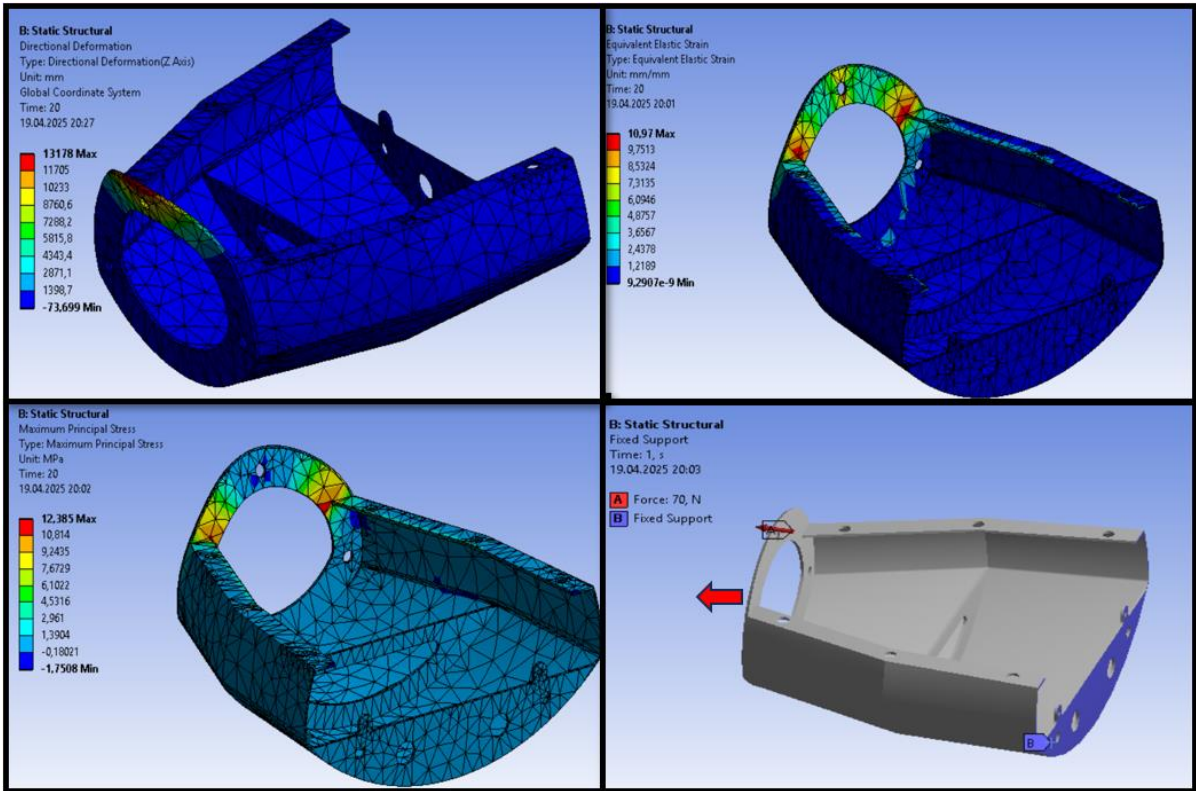 B: Static Structural
Directional Deformation
Type: Directional Deformation(Z Axis)
Unit: mm
Global Coordinate System
Time: 20
19.04.2025 20:27
13178 Max
11705
10233
8760,6
7288,2
5815,8
4343,4
2871,1
1398,7
-73,699 Min
B: Static Structural
Equivalent Elastic Strain
Type: Equivalent Elastic Strain
Unit: mm/mm
Time: 20
19.04.2025 20:01
10,97 Max
9,7513
8,5324
7,3135
6,0946
4,8757
3,6567
2,4378
1,2189
9,2907e-9 Min
B: Static Structural
Maximum Principal Stress
Type: Maximum Principal Stress
Unit: MPa
Time: 20
19.04.2025 20:02
12,385 Max
10,814
9,2435
7,6729
6,1022
4,5316
2,961
1,3904
-0,18021
-1,7508 Min
B: Static Structural
Fixed Support
Time: 1, s
19.04.2025 20:03
A Force: 70, N
B Fixed Support
A
B